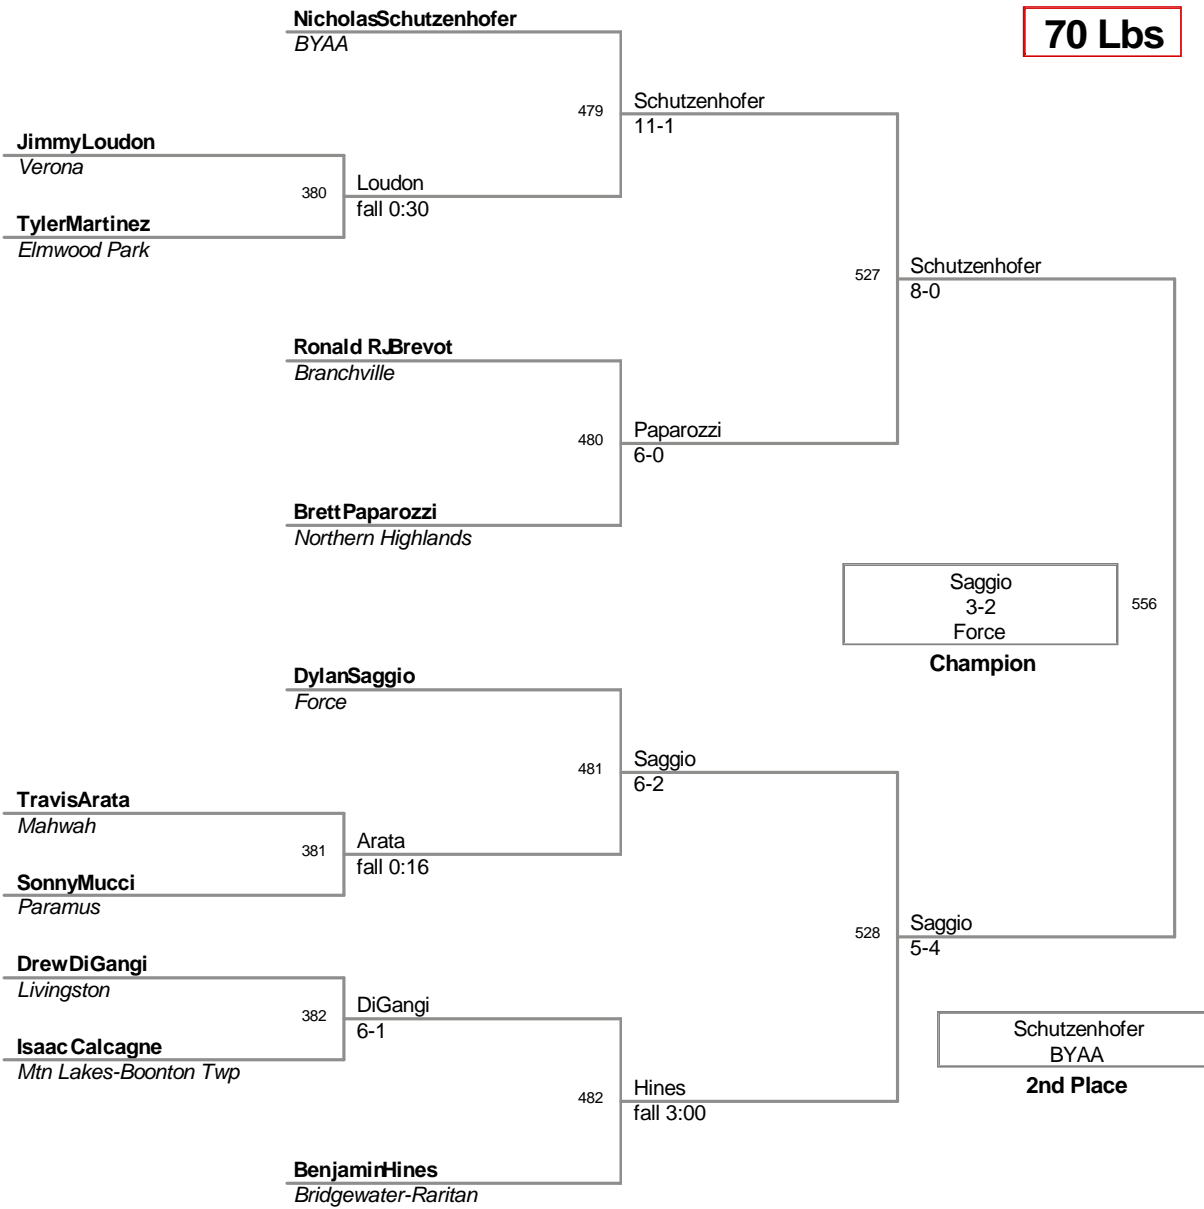 NicholasSchutzenhofer
BYAA
70 Lbs
479
Schutzenhofer
11-1
JimmyLoudon
Verona
380
Loudon
fall 0:30
TylerMartinez
Elmwood Park
527
Schutzenhofer
8-0
Ronald RJBrevot
Branchville
480
Paparozzi
6-0
BrettPaparozzi
Northern Highlands
Saggio
3-2
Force
556
Champion
DylanSaggio
Force
481
Saggio
6-2
TravisArata
Mahwah
381
Arata
fall 0:16
SonnyMucci
Paramus
528
Saggio
5-4
DrewDiGangi
Livingston
382
DiGangi
6-1
IsaacCalcagne
Mtn Lakes-Boonton Twp
Schutzenhofer
BYAA
2nd Place
482
Hines
fall 3:00
BenjaminHines
Bridgewater-Raritan